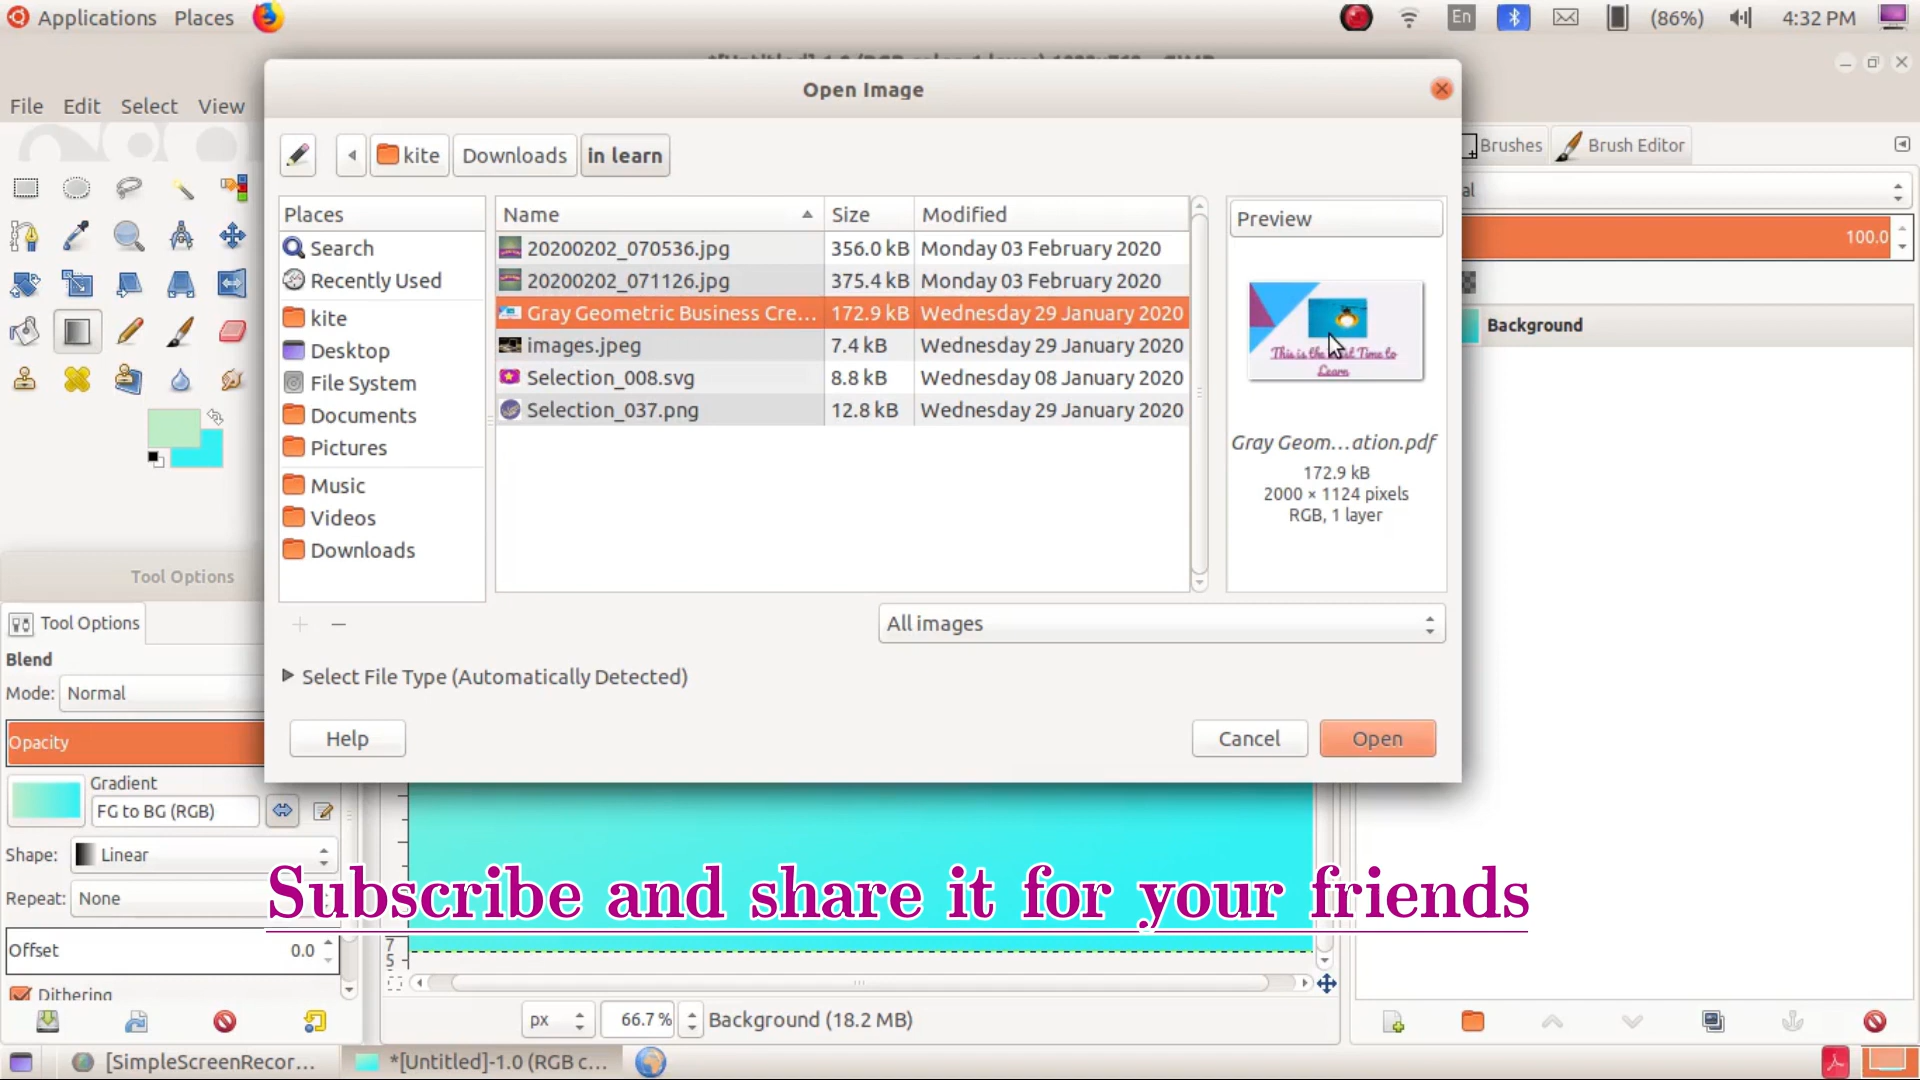 Applications Places
En (86%) 4:32 PM
File Edit Select View
Open Image
kite Downloads in learn
Brushes Brush Editor
Places
Name Size Modified
Preview
Search
20200202_070536.jpg 356.0 kB Monday 03 February 2020
Recently Used
20200202_071126.jpg 375.4 kB Monday 03 February 2020
100.0
kite
Gray Geometric Business Cre... 172.9 kB Wednesday 29 January 2020
Background
Desktop
images.jpeg 7.4 kB Wednesday 29 January 2020
This is the Time to
Learn
File System
Selection_008.svg 8.8 kB Wednesday 08 January 2020
Documents
Selection_037.png 12.8 kB Wednesday 29 January 2020
Pictures
Gray Geom...ation.pdf
172.9 kB
2000 × 1124 pixels
RGB, 1 layer
Music
Videos
Downloads
Tool Options
Tool Options
All images
Blend
Select File Type (Automatically Detected)
Mode: Normal
Help Cancel Open
Opacity
Gradient
FG to BG (RGB)
Shape: Linear
Repeat: None
Subscribe and share it for your friends
Offset 0.0
7
5
Dithering
px 66.7 % Background (18.2 MB)
[SimpleScreenRecor... *[Untitled]-1.0 (RGB c...